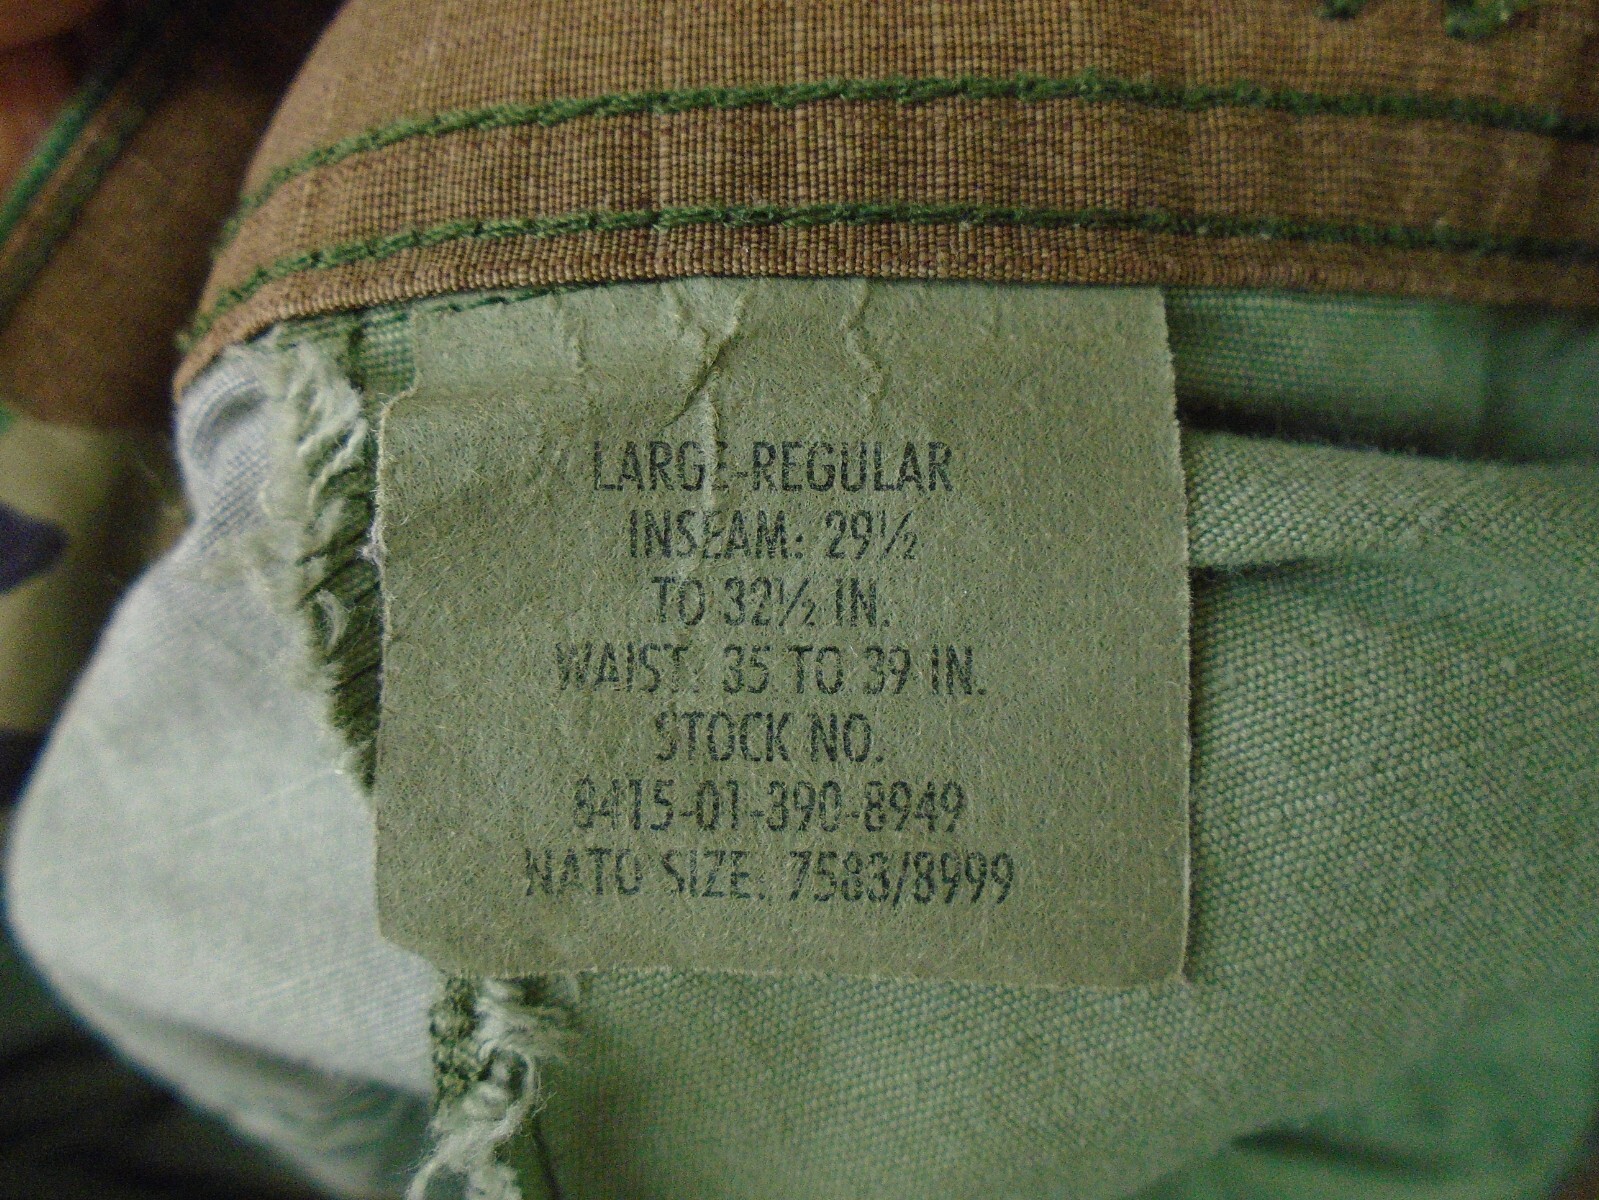 LARGE-REGULAR
INSEAM: 29½
TO 32½ IN.
WAIST: 35 TO 39 IN.
STOCK NO.
8415-01-390-8949
NATO SIZE: 7583/8999